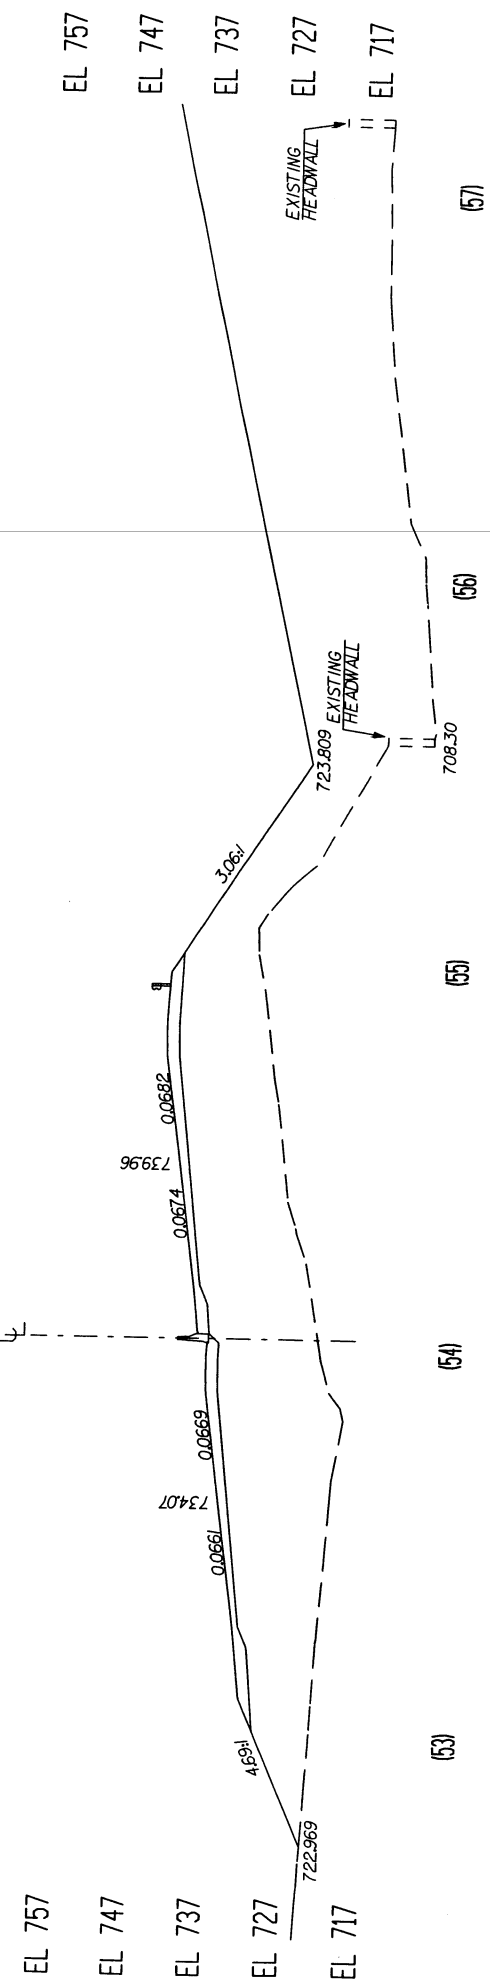 EL 757
EL 747
EL 737
EL 727
EL 717
EXISTING
HEADWALL
(57)
(56)
EXISTING
HEADWALL
708.30
723.809
3.06:1
(55)
0.0682
739.96
0.0674
(54)
0.0669
734.07
0.0661
(53)
4.69:1
722.969
EL 757
EL 747
EL 737
EL 727
EL 717